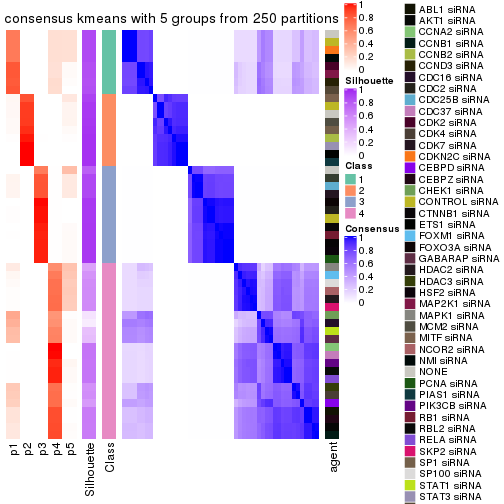 consensus kmeans with 5 groups from 250 partitions
1
0.8
0.6
0.4
0.2
0
Silhouette
1
0.8
0.6
0.4
0.2
0
Class
1
2
3
4
Consensus
1
0.8
0.6
0.4
0.2
0
ABL1 siRNA
AKT1 siRNA
CCNA2 siRNA
CCNB1 siRNA
CCNB2 siRNA
CCND3 siRNA
CDC16 siRNA
CDC2 siRNA
CDC25B siRNA
CDC37 siRNA
CDK2 siRNA
CDK4 siRNA
CDK7 siRNA
CDKN2C siRNA
CEBPD siRNA
CEBPZ siRNA
CHEK1 siRNA
CONTROL siRNA
CTNNB1 siRNA
ETS1 siRNA
FOXM1 siRNA
FOXO3A siRNA
GABARAP siRNA
HDAC2 siRNA
HDAC3 siRNA
HSF2 siRNA
MAP2K1 siRNA
MAPK1 siRNA
MCM2 siRNA
MITF siRNA
NCOR2 siRNA
NMI siRNA
NONE
PCNA siRNA
PIAS1 siRNA
PIK3CB siRNA
RB1 siRNA
RBL2 siRNA
RELA siRNA
SKP2 siRNA
SP1 siRNA
SP100 siRNA
STAT1 siRNA
STAT3 siRNA
p1
p2
p3
p4
p5
Silhouette
Class
agent